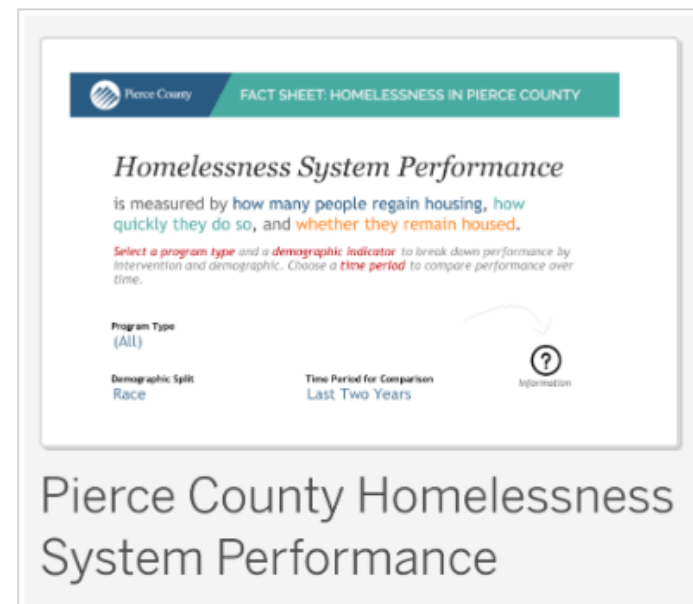 Pierce County
FACT SHEET: HOMELESSNESS IN PIERCE COUNTY
Homelessness System Performance
is measured by how many people regain housing, how
quickly they do so, and whether they remain housed.
Select a program type and a demographic indicator to break down performance by
intervention and demographic. Choose a time period to compare performance over
time.
Program Type
(All)
Demographic Split
Race
Time Period for Comparison
Last Two Years
?
Information
Pierce County Homelessness
System Performance